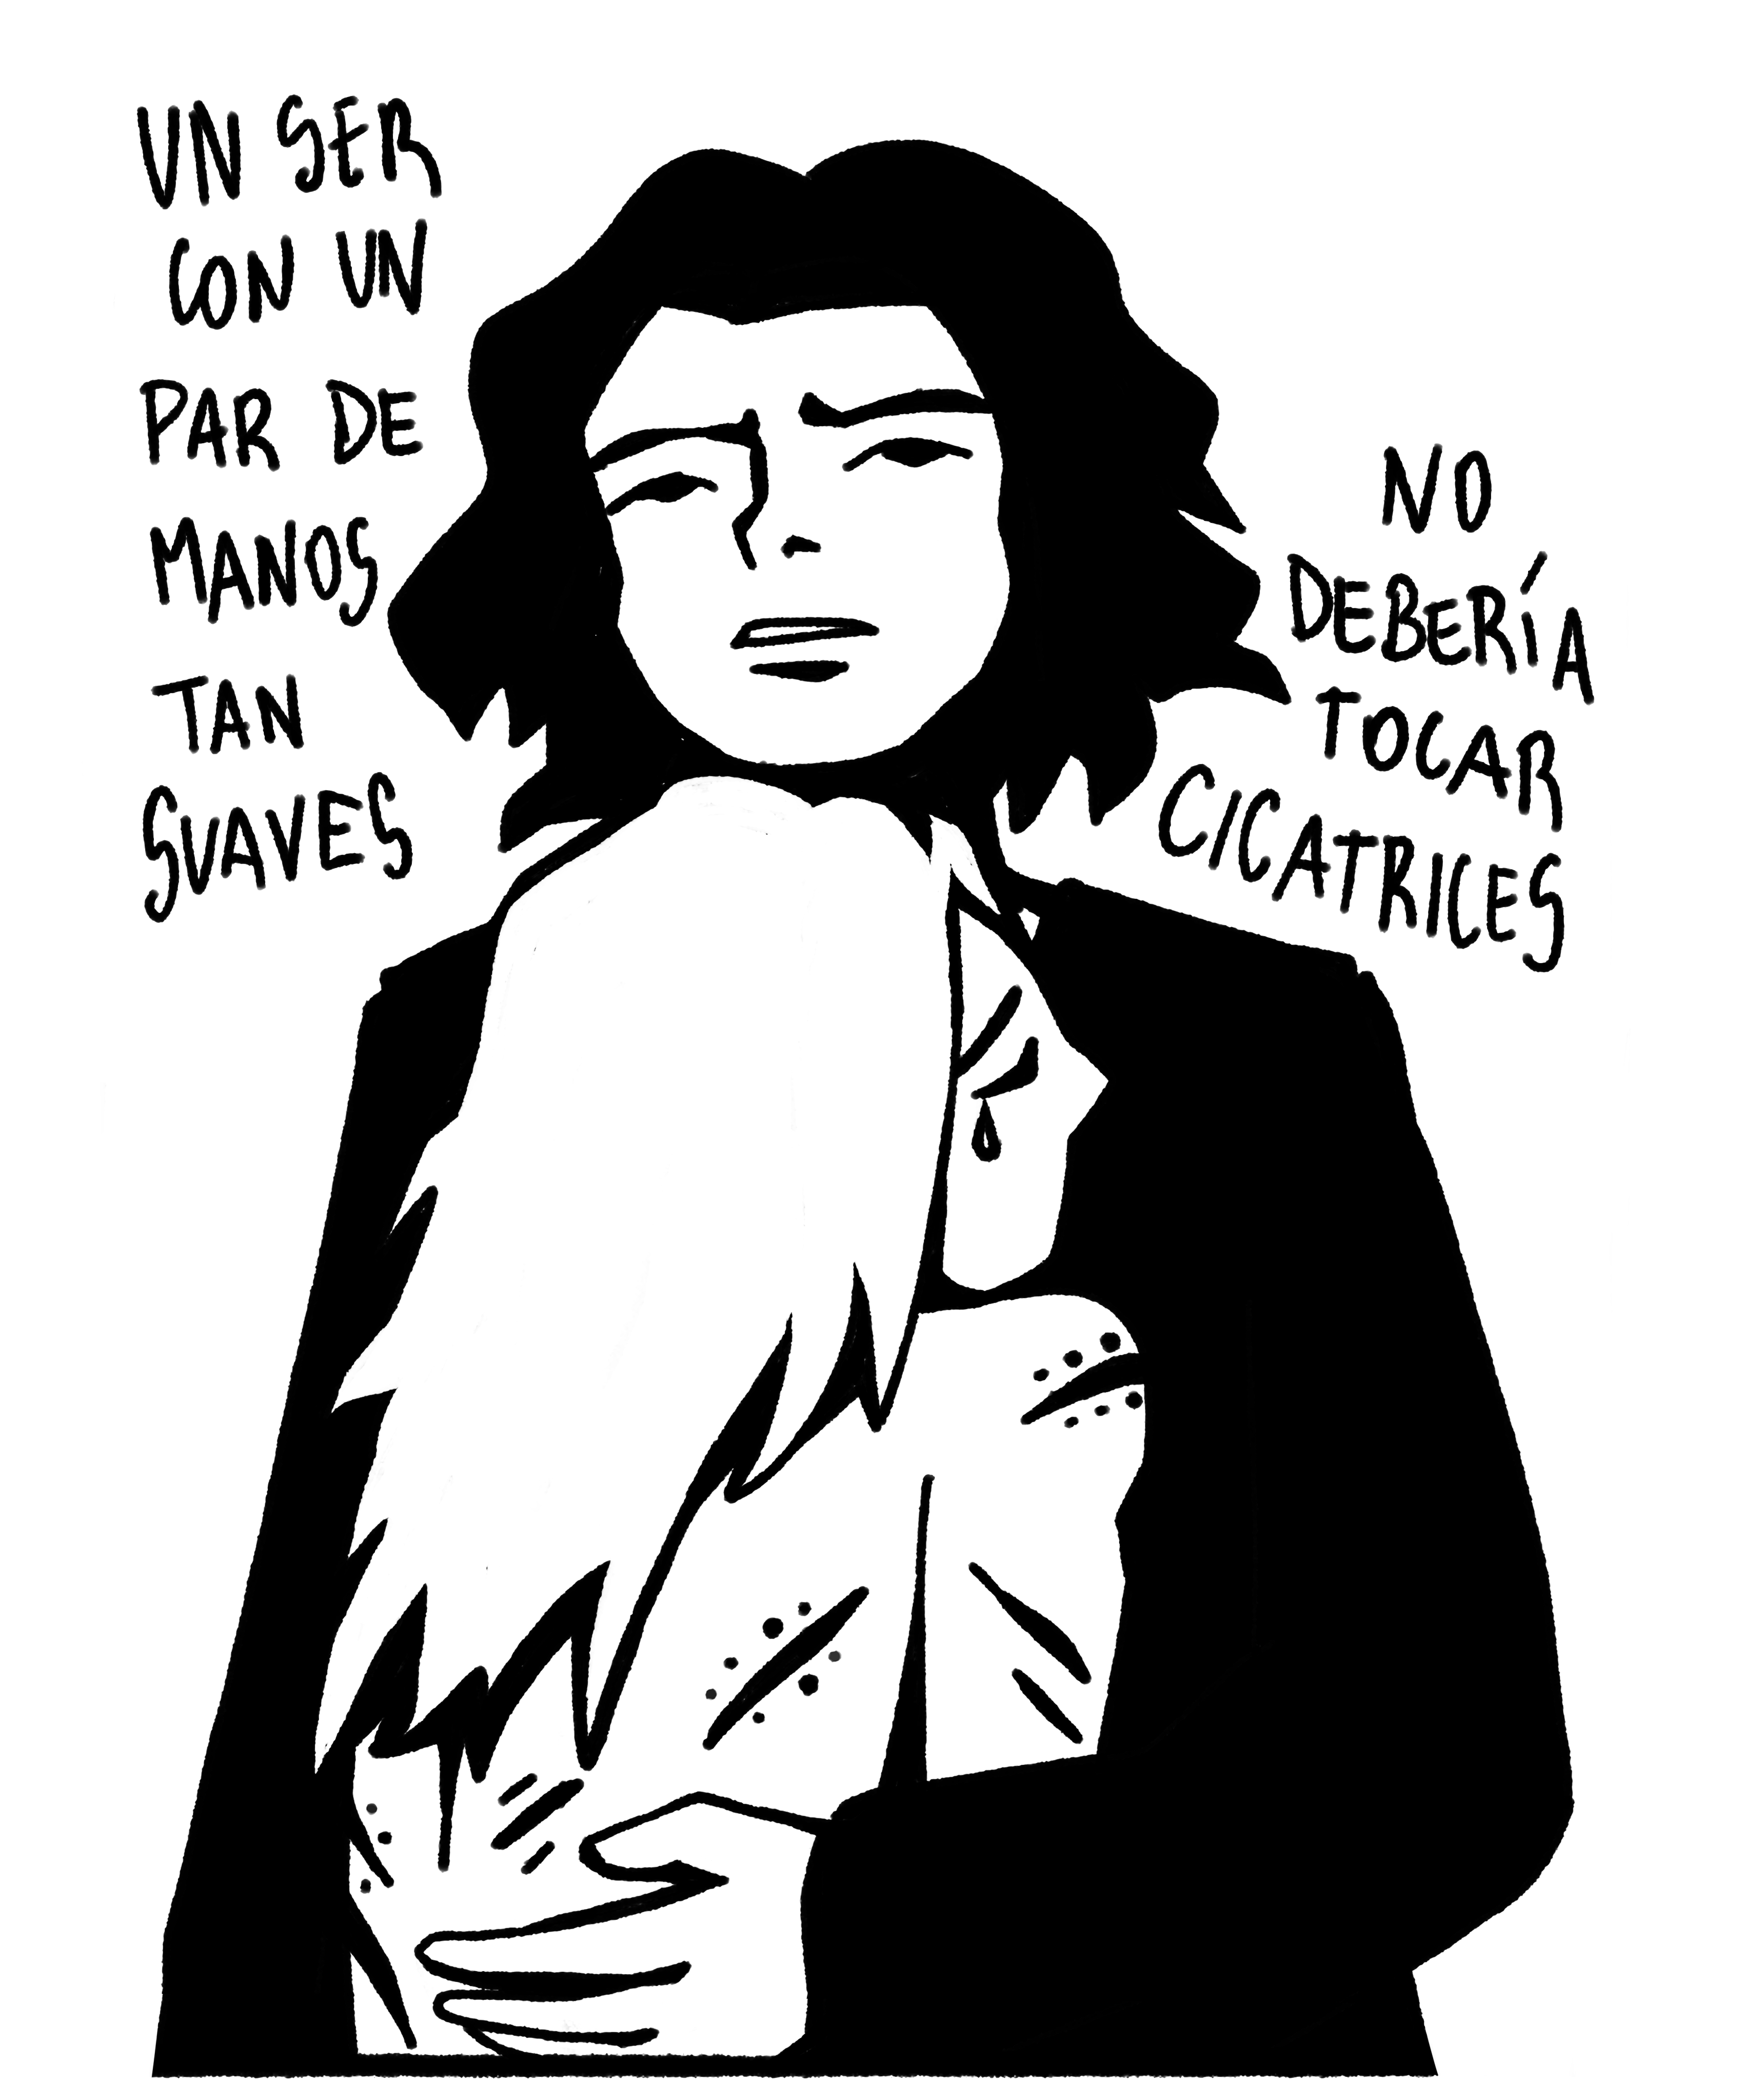 UN SER
CON UN
PAR DE
MANOS
TAN
SUAVES
NO
DEBERÍA
TOCAR
CICATRICES